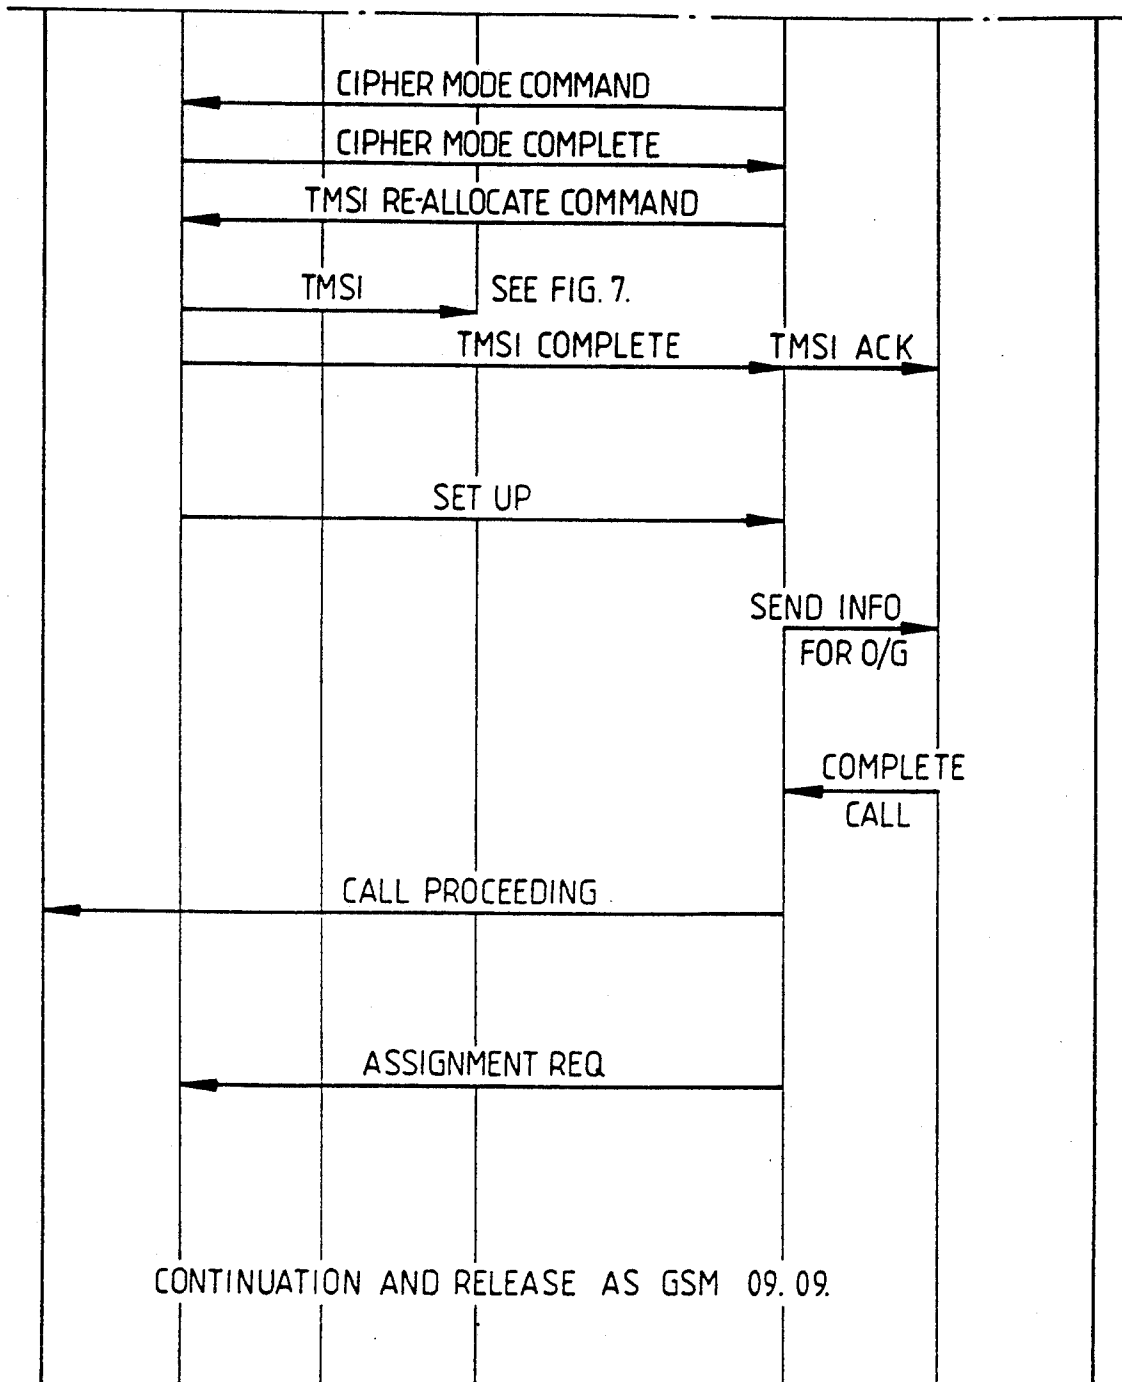 CIPHER MODE COMMAND
CIPHER MODE COMPLETE
TMSI RE-ALLOCATE COMMAND
TMSI
SEE FIG. 7.
TMSI COMPLETE
TMSI ACK
SET UP
SEND INFO
FOR O/G
COMPLETE
CALL
CALL PROCEEDING
ASSIGNMENT REQ
CONTINUATION AND RELEASE AS GSM 09.09.